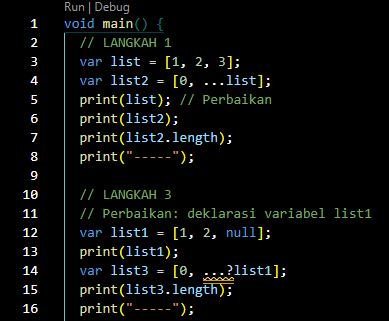 Run | Debug
1 void main() {
2 // LANGKAH 1
3 var list = [1, 2, 3];
4 var list2 = [0, ...list];
5 print(list); // Perbaikan
6 print(list2);
7 print(list2.length);
8 print("-----");
9
10 // LANGKAH 3
11 // Perbaikan: deklarasi variabel list1
12 var list1 = [1, 2, null];
13 print(list1);
14 var list3 = [0, ...?list1];
15 print(list3.length);
16 print("-----");